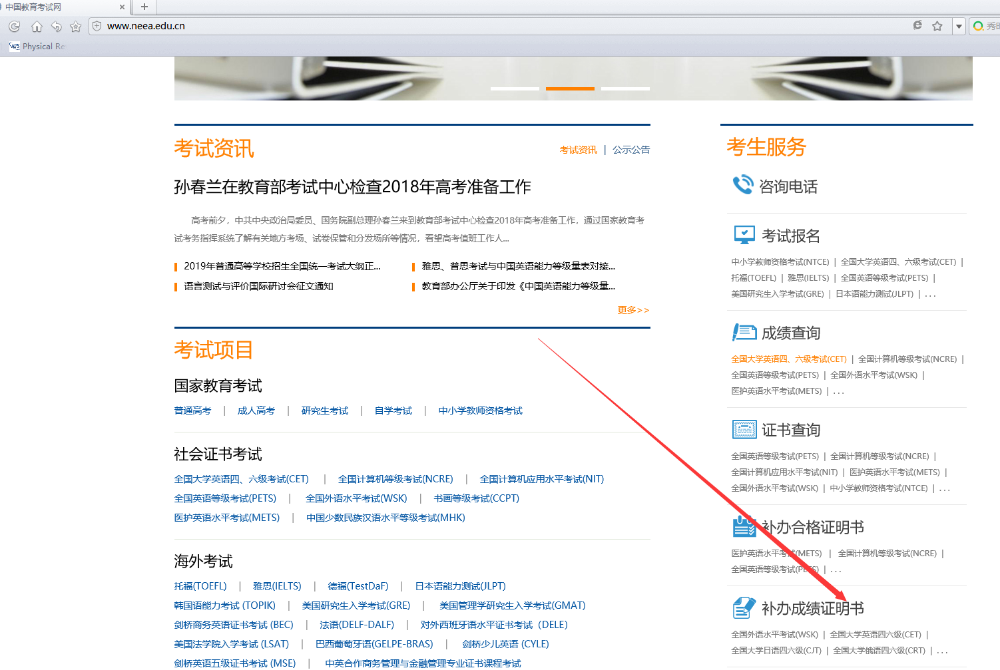 中国教育考试网
www.neea.edu.cn
Physical Re
考试资讯
考试资讯 | 公示公告
孙春兰在教育部考试中心检查2018年高考准备工作
高考前夕，中共中央政治局委员、国务院副总理孙春兰来到教育部考试中心检查2018年高考准备工作，通过国家教育考
试考务指挥系统了解有关地方考场、试卷保管和分发场所等情况，看望高考值班工作人...
2019年普通高等学校招生全国统一考试大纲正...
雅思、普思考试与中国英语能力等级量表对接...
语言测试与评价国际研讨会征文通知
教育部办公厅关于印发《中国英语能力等级量...
更多>>
考试项目
国家教育考试
普通高考 | 成人高考 | 研究生考试 | 自学考试 | 中小学教师资格考试
社会证书考试
全国大学英语四、六级考试(CET) | 全国计算机等级考试(NCRE) | 全国计算机应用水平考试(NIT)
全国英语等级考试(PETS) | 全国外语水平考试(WSK) | 书画等级考试(CCPT)
医护英语水平考试(METS) | 中国少数民族汉语水平等级考试(MHK)
海外考试
托福(TOEFL) | 雅思(IELTS) | 德福(TestDaF) | 日本语能力测试(JLPT)
韩国语能力考试 (TOPIK) | 美国研究生入学考试(GRE) | 美国管理学研究生入学考试(GMAT)
剑桥商务英语证书考试 (BEC) | 法语(DELF-DALF) | 对外西班牙语水平证书考试（DELE）
美国法学院入学考试 (LSAT) | 巴西葡萄牙语(GELPE-BRAS) | 剑桥少儿英语 (CYLE)
剑桥英语五级证书考试 (MSE) | 中英合作商务管理与金融管理专业证书课程考试
考生服务
咨询电话
考试报名
中小学教师资格考试(NTCE) | 全国大学英语四、六级考试(CET) |
托福(TOEFL) | 雅思(IELTS) | 全国英语等级考试(PETS) |
美国研究生入学考试(GRE) | 日本语能力测试(JLPT) | ...
成绩查询
全国大学英语四、六级考试(CET) | 全国计算机等级考试(NCRE) |
全国英语等级考试(PETS) | 全国外语水平考试(WSK) |
医护英语水平考试(METS) | ...
证书查询
全国英语等级考试(PETS) | 全国计算机等级考试(NCRE) |
全国计算机应用水平考试(NIT) | 医护英语水平考试(METS) |
全国外语水平考试(WSK) | 中小学教师资格考试(NTCE) | ...
补办合格证明书
医护英语水平考试(METS) | 全国计算机等级考试(NCRE) |
全国英语等级考试(PETS) | ...
补办成绩证明书
全国外语水平考试(WSK) | 全国大学英语四六级(CET) |
全国大学日语四六级(CJT) | 全国大学俄语四六级(CRT) | ...